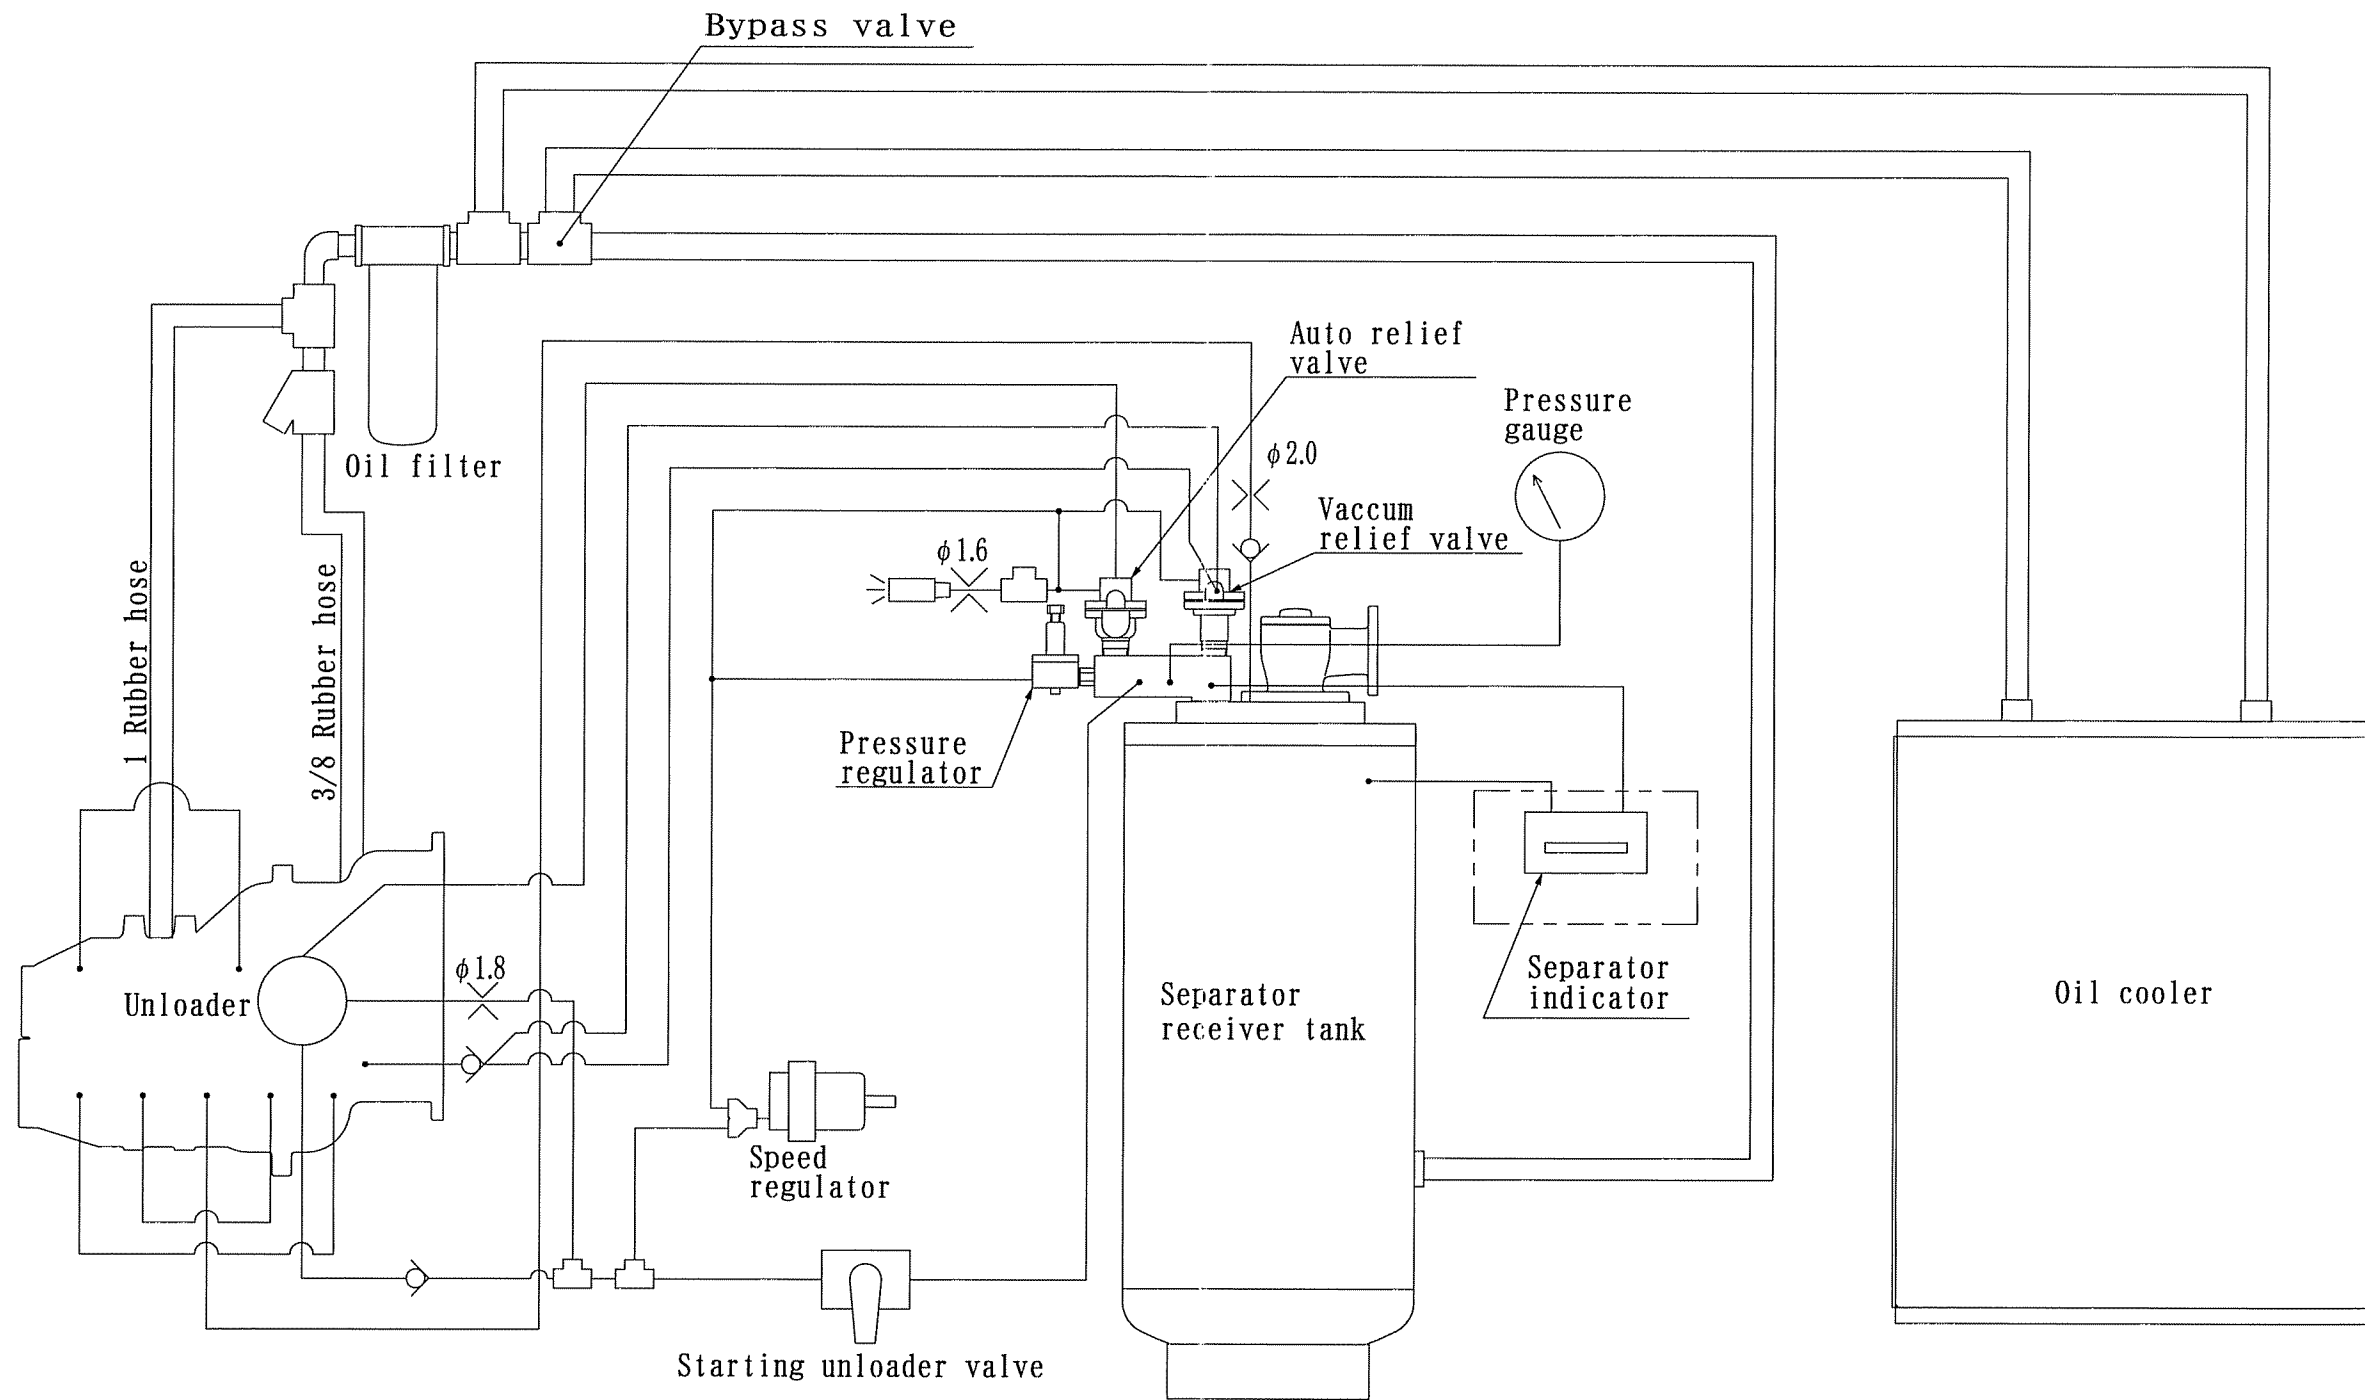 Bypass valve
Auto relief
valve
Pressure
gauge
φ2.0
Oil filter
Vaccum
relief valve
φ1.6
1 Rubber hose
3/8 Rubber hose
Pressure
regulator
φ1.8
Unloader
Separator
receiver tank
Separator
indicator
Oil cooler
Speed
regulator
Starting unloader valve